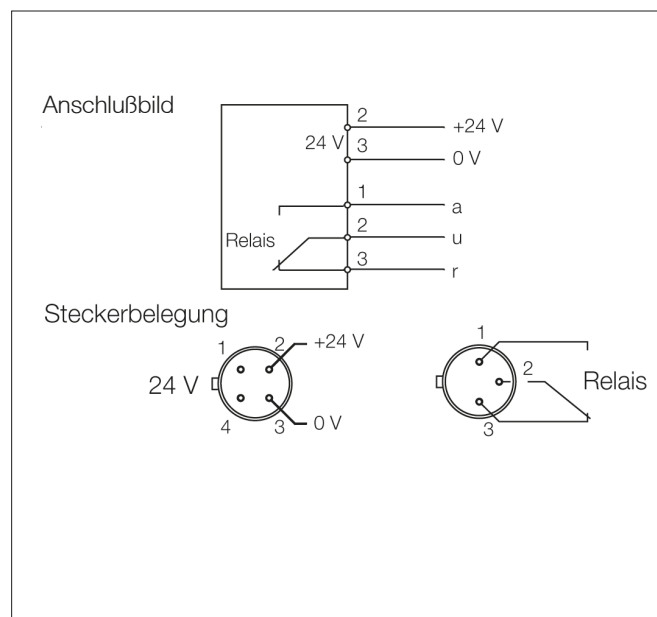 Anschlußbild
2
+24 V
24 V
3
0 V
1
a
Relais
2
u
3
r
Steckerbelegung
1
2
+24 V
24 V
4
3
0 V
1
2
Relais
3